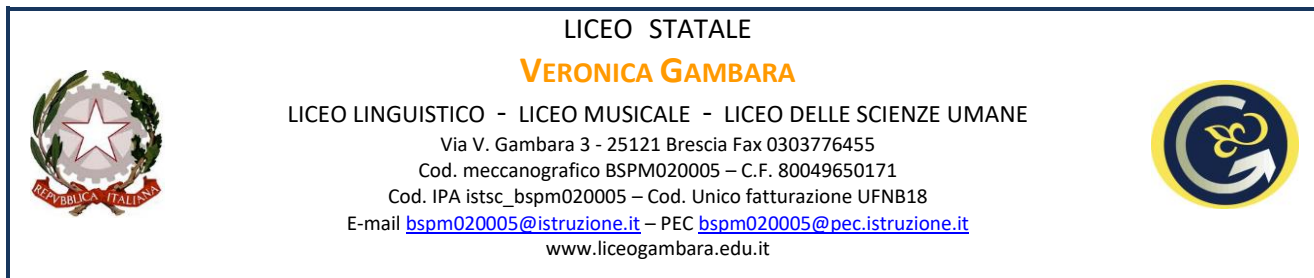 LICEO STATALE
VERONICA GAMBARA
LICEO LINGUISTICO - LICEO MUSICALE - LICEO DELLE SCIENZE UMANE
Via V. Gambara 3 - 25121 Brescia Fax 0303776455
Cod. meccanografico BSPM020005 – C.F. 80049650171
Cod. IPA istsc_bspm020005 – Cod. Unico fatturazione UFNB18
E-mail bspm020005@istruzione.it – PEC bspm020005@pec.istruzione.it
www.liceogambara.edu.it
REPVBBLICA ITALIANA